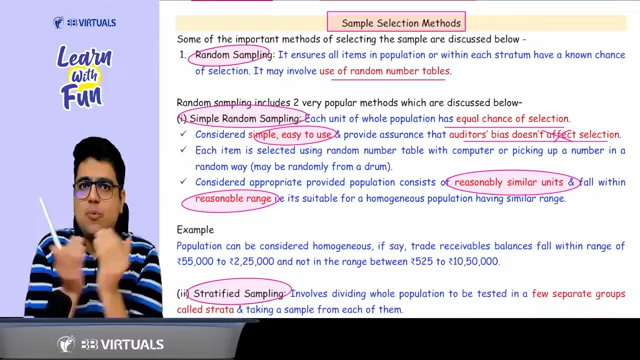 BB VIRTUALS
Learn
With
Fun
Sample Selection Methods
Some of the important methods of selecting the sample are discussed below -
1. Random Sampling: It ensures all items in population or within each stratum have a known chance
of selection. It may involve use of random number tables.
Random sampling includes 2 very popular methods which are discussed below–
(i) Simple Random Sampling: Each unit of whole population has equal chance of selection.
✓ Considered simple, easy to use & provide assurance that auditors' bias doesn't affect selection.
✓ Each item is selected using random number table with computer or picking up a number in a
random way (may be randomly from a drum).
✓ Considered appropriate provided population consists of reasonably similar units & fall within
reasonable range i.e its suitable for a homogeneous population having similar range.
Example
Population can be considered homogeneous, if say, trade receivables balances fall within range of
₹55,000 to ₹2,25,000 and not in the range between ₹525 to ₹10,50,000.
(ii) Stratified Sampling: Involves dividing whole population to be tested in a few separate groups
called strata & taking a sample from each of them.
BB VIRTUALS
BB VIRTUALS